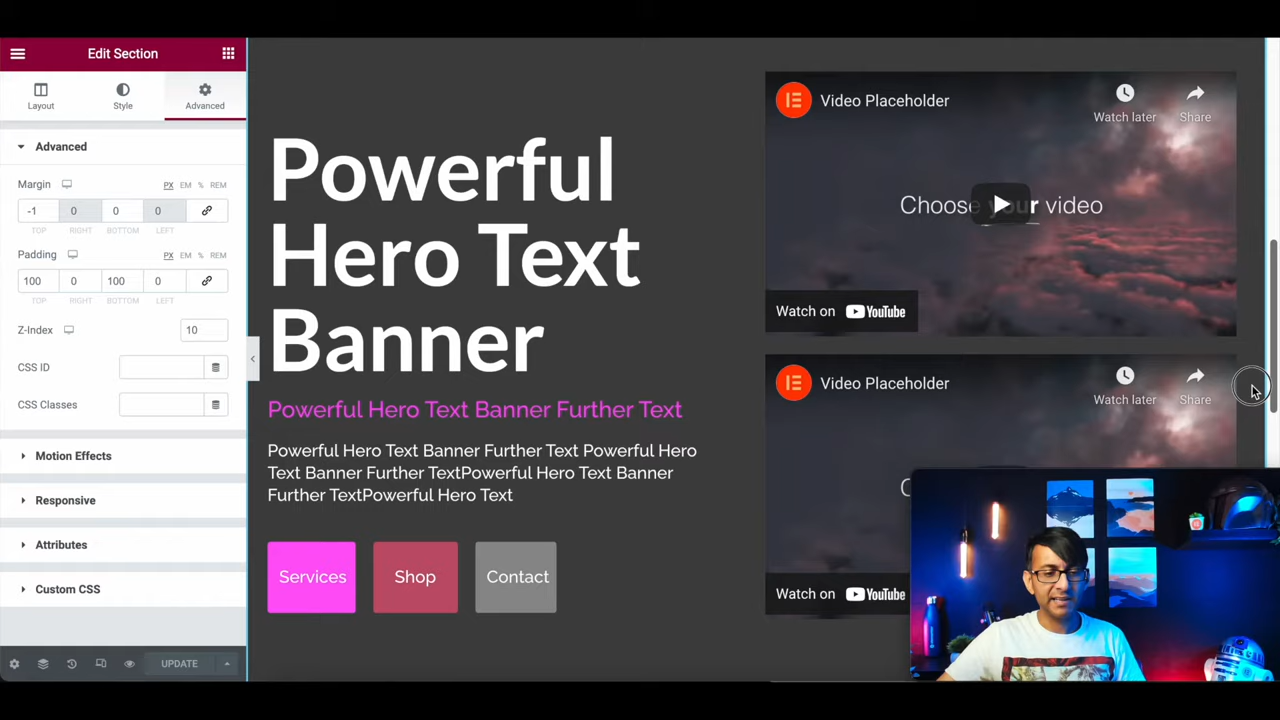 Edit Section
Layout
Style
Advanced
Advanced
Margin
PX EM % REM
-1 0 0 0
TOP RIGHT BOTTOM LEFT
Padding
PX EM % REM
100 0 100 0
TOP RIGHT BOTTOM LEFT
Z-Index
10
CSS ID
CSS Classes
Motion Effects
Responsive
Attributes
Custom CSS
UPDATE
Powerful
Hero Text
Banner
Powerful Hero Text Banner Further Text
Powerful Hero Text Banner Further Text Powerful Hero
Text Banner Further TextPowerful Hero Text Banner
Further TextPowerful Hero Text
Services
Shop
Contact
Video Placeholder
Watch later
Share
Choose your video
Watch on YouTube
Video Placeholder
Watch later
Share
Watch on YouTube